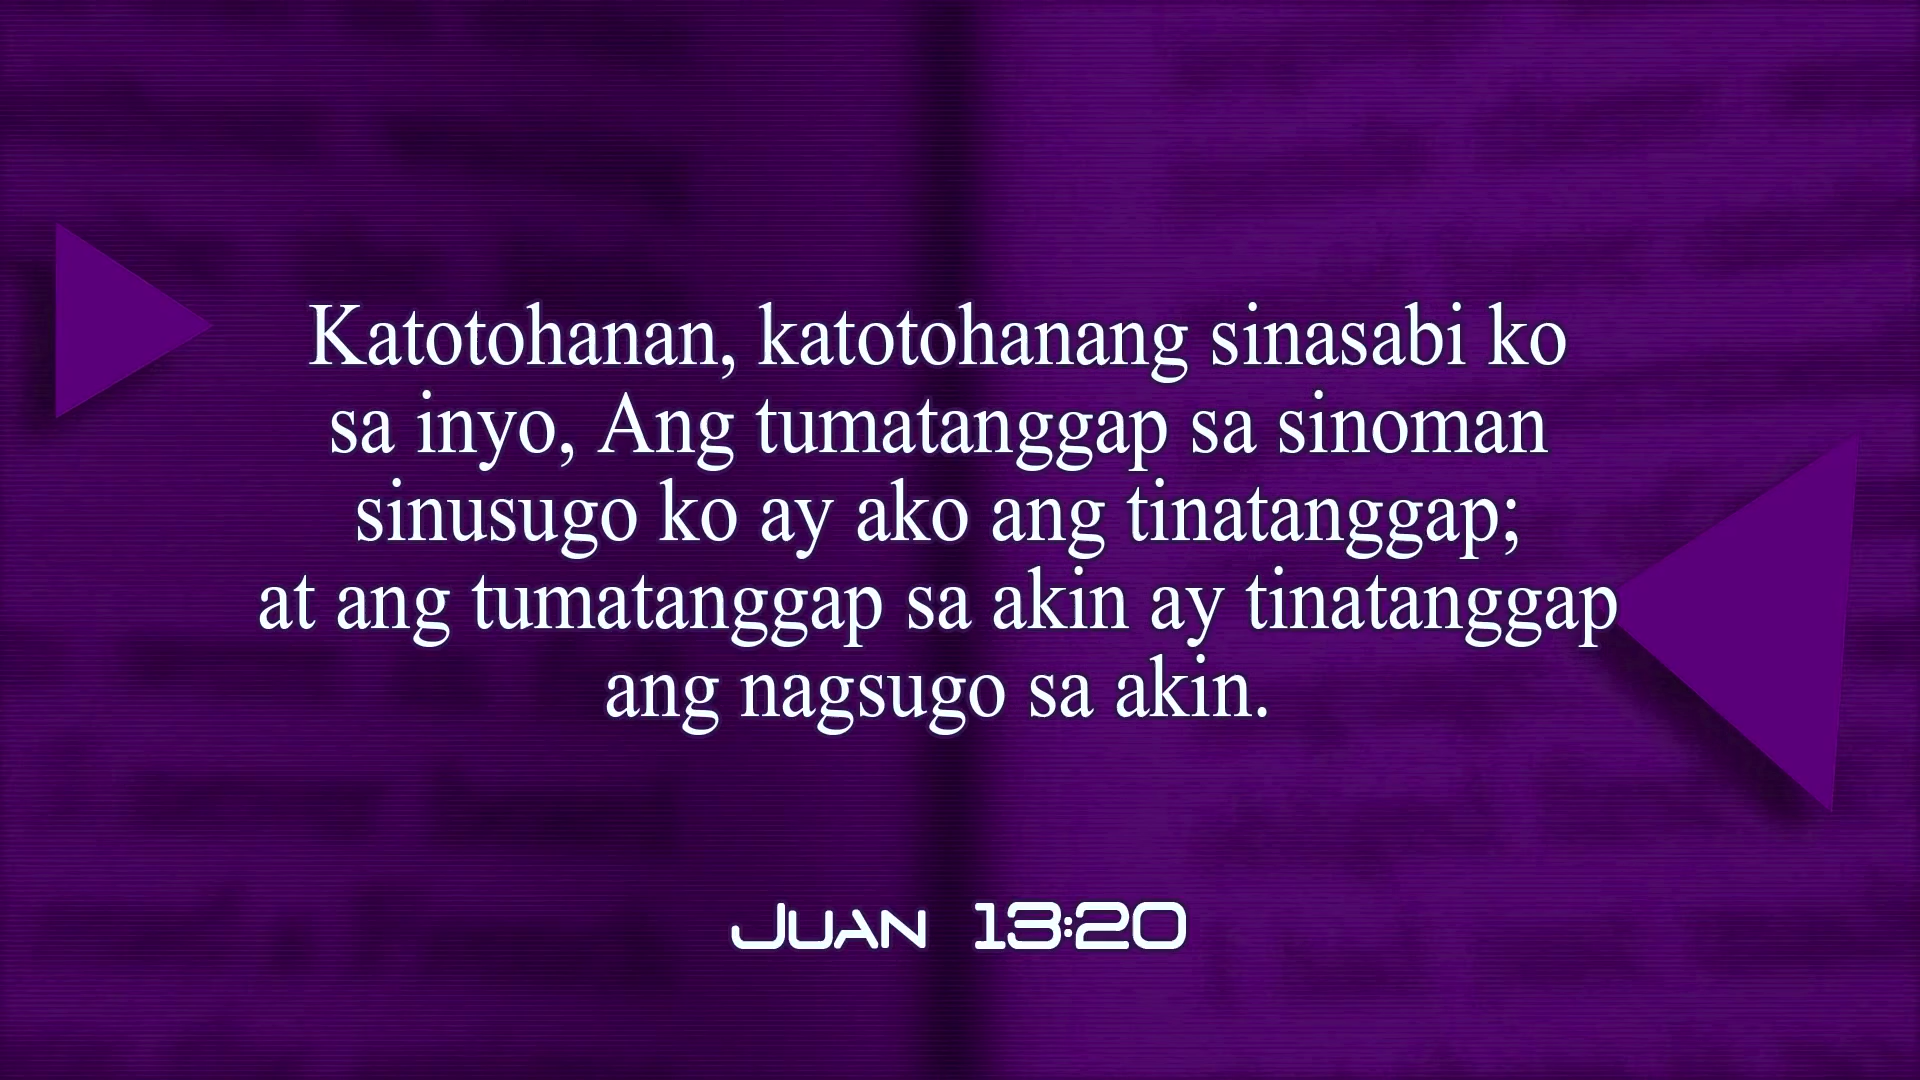 Katotohanan, katotohanang sinasabi ko
sa inyo, Ang tumatanggap sa sinoman
sinusugo ko ay ako ang tinatanggap;
at ang tumatanggap sa akin ay tinatanggap
ang nagsugo sa akin.
Juan 13:20